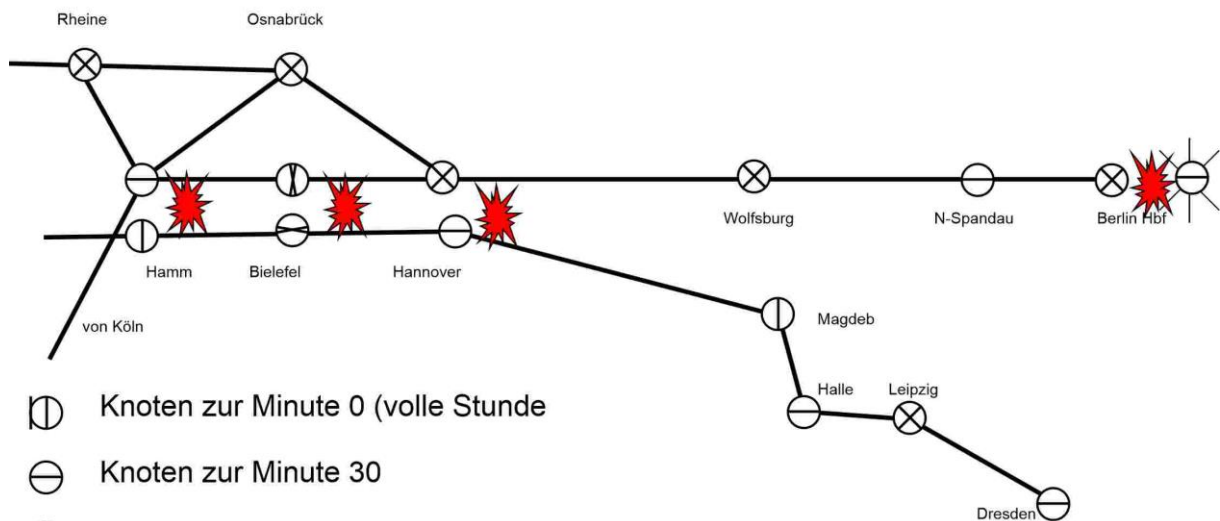 Rheine
Osnabrück
Wolfsburg
N-Spandau
Berlin Hbf
Hamm
Bielefel
Hannover
von Köln
Magdeb
Halle
Leipzig
Knoten zur Minute 0 (volle Stunde
Knoten zur Minute 30
Dresden